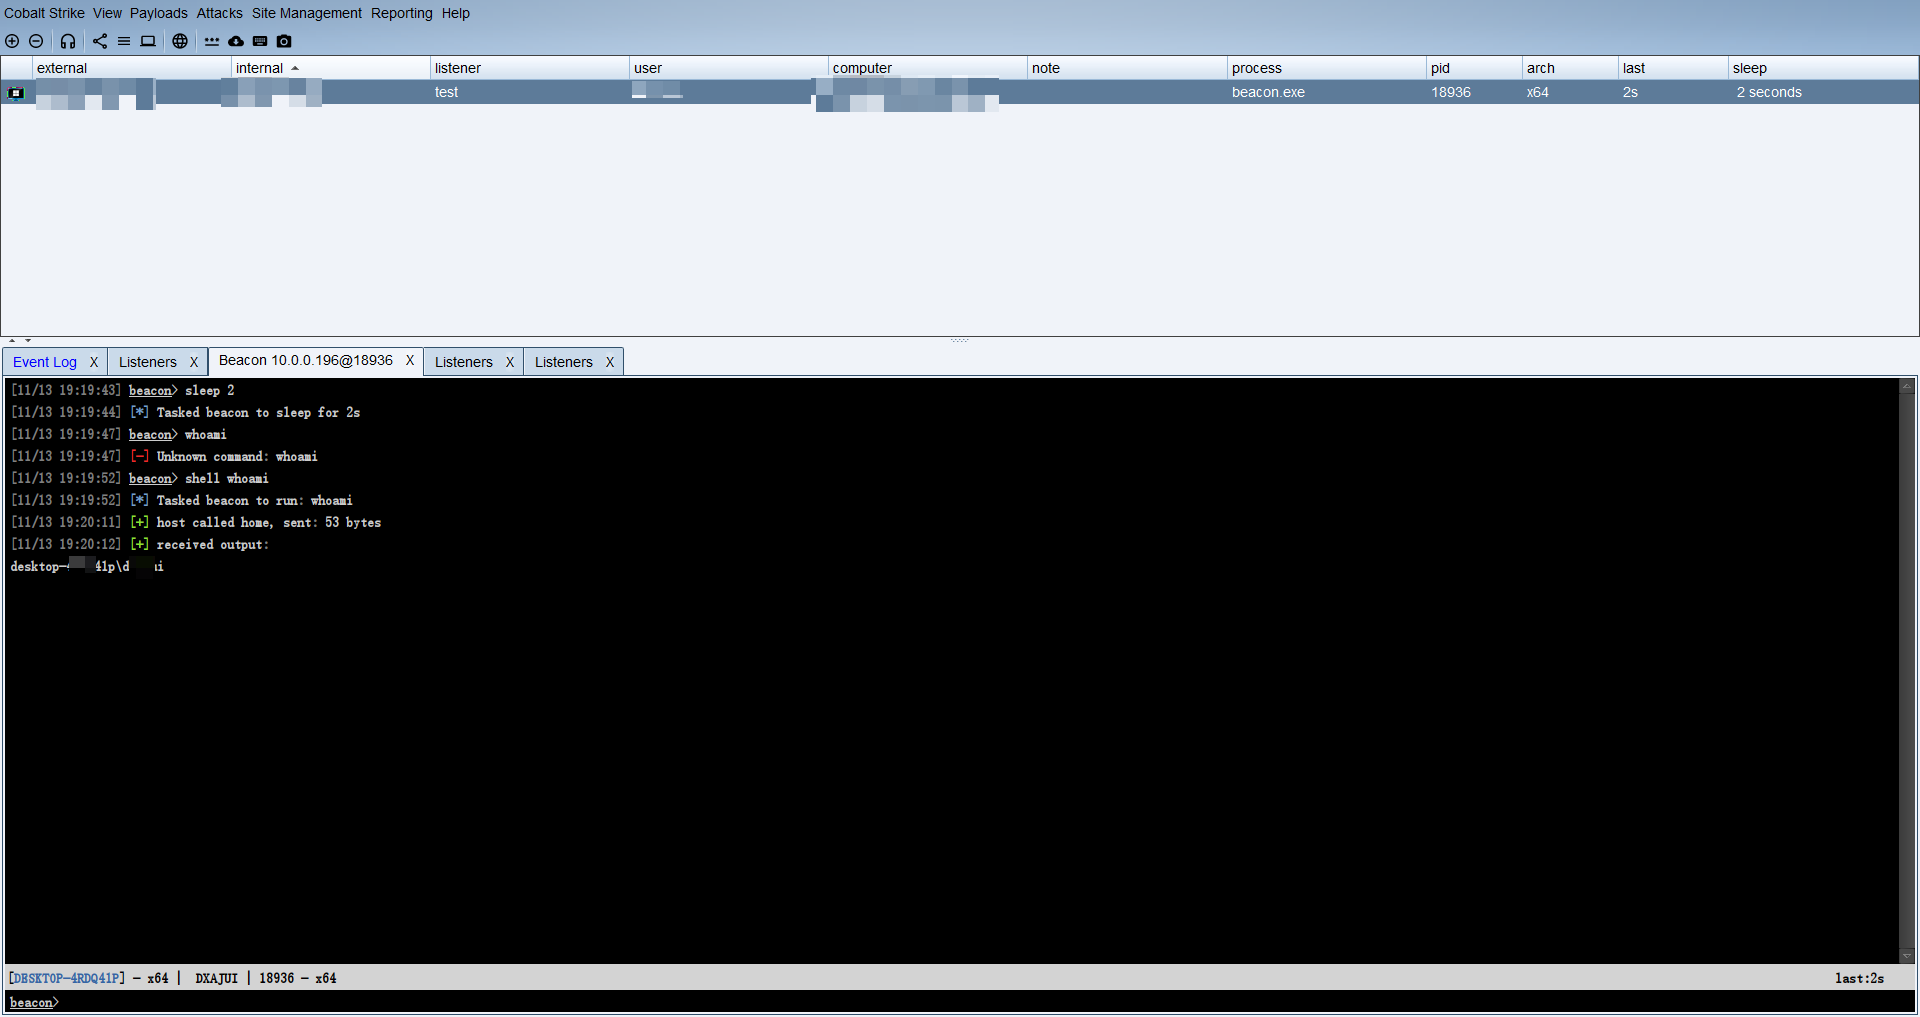 Cobalt Strike View Payloads Attacks Site Management Reporting Help
external internal listener user computer note process pid arch last sleep
test beacon.exe 18936 x64 2s 2 seconds
Event Log X Listeners X Beacon 10.0.0.196@18936 X Listeners X Listeners X
[11/13 19:19:43] beacon> sleep 2
[11/13 19:19:44] [*] Tasked beacon to sleep for 2s
[11/13 19:19:47] beacon> whoami
[11/13 19:19:47] [-] Unknown command: whoami
[11/13 19:19:52] beacon> shell whoami
[11/13 19:19:52] [*] Tasked beacon to run: whoami
[11/13 19:20:11] [+] host called home, sent: 53 bytes
[11/13 19:20:12] [+] received output:
desktop- 41p\d i
[DESKTOP-4RDQ41P] - x64 | DXAJUI | 18936 - x64 last:2s
beacon>